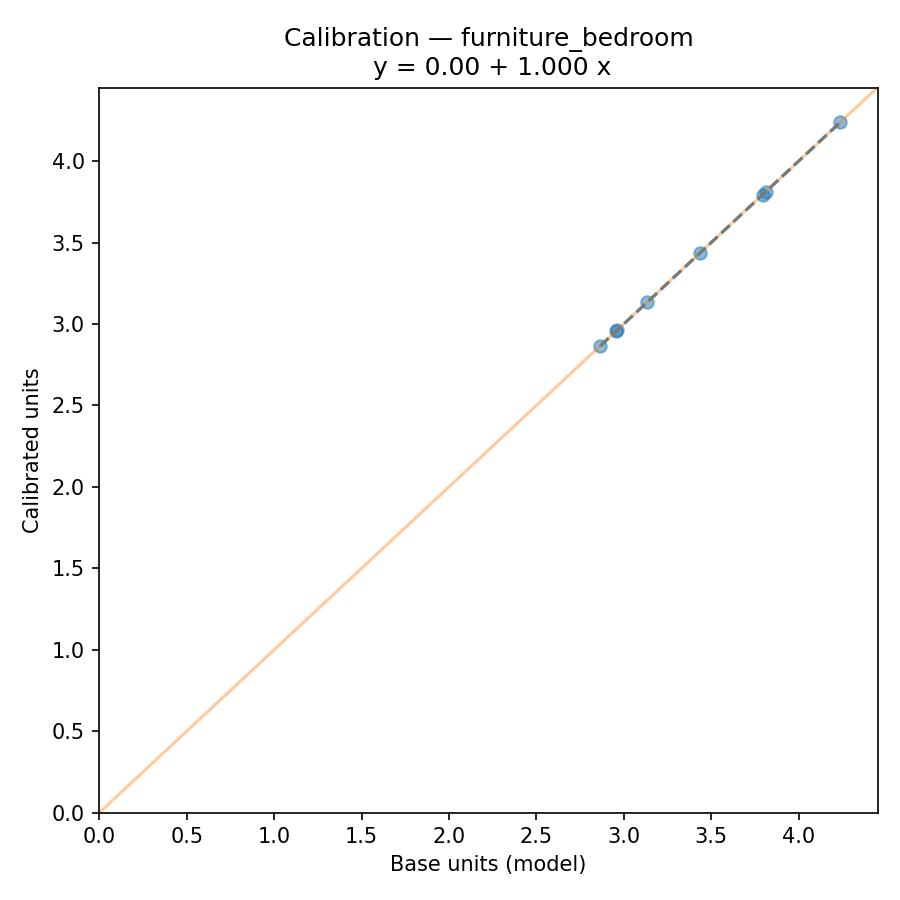 Calibration — furniture_bedroom
y = 0.00 + 1.000 x
4.0
3.5
3.0
2.5
2.0
1.5
1.0
0.5
0.0
Calibrated units
0.0 0.5 1.0 1.5 2.0 2.5 3.0 3.5 4.0
Base units (model)